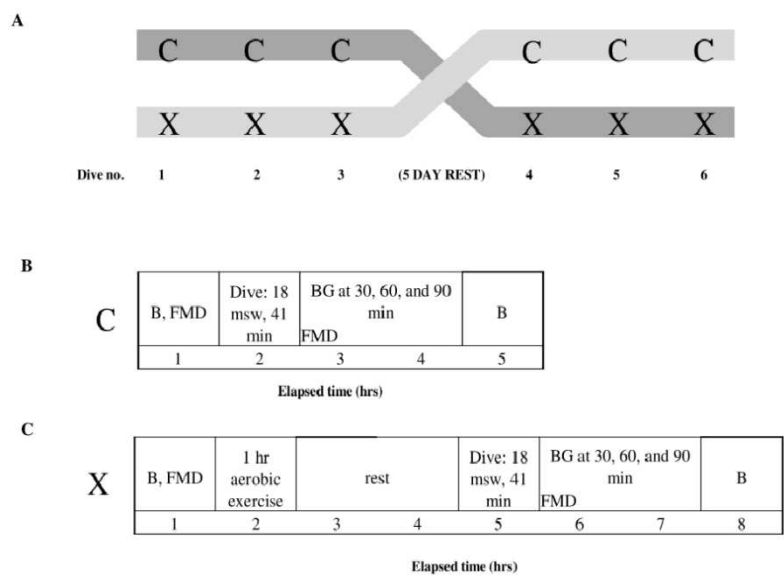 A
C C C C C C
X X X X X X
Dive no. 1 2 3 (5 DAY REST) 4 5 6
B
C
B, FMD
Dive: 18
msw, 41
min
BG at 30, 60, and 90
min
FMD
B
1 2 3 4 5
Elapsed time (hrs)
C
X
B, FMD
1 hr
aerobic
exercise
rest
Dive: 18
msw, 41
min
BG at 30, 60, and 90
min
FMD
B
1 2 3 4 5 6 7 8
Elapsed time (hrs)